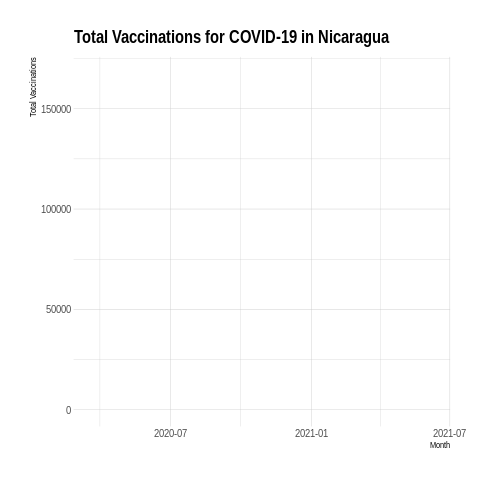 Total Vaccinations for COVID-19 in Nicaragua
Total Vaccinations
150000
100000
50000
0
2020-07 2021-01 2021-07
Month